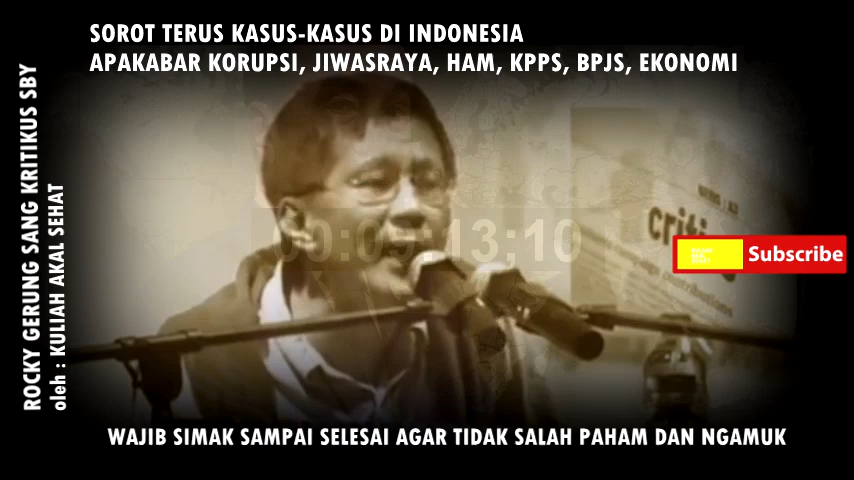 SOROT TERUS KASUS-KASUS DI INDONESIA
APAKABAR KORUPSI, JIWASRAYA, HAM, KPPS, BPJS, EKONOMI
ROCKY GERUNG SANG KRITIKUS SBY
oleh : KULIAH AKAL SEHAT
Subscribe
WAJIB SIMAK SAMPAI SELESAI AGAR TIDAK SALAH PAHAM DAN NGAMUK